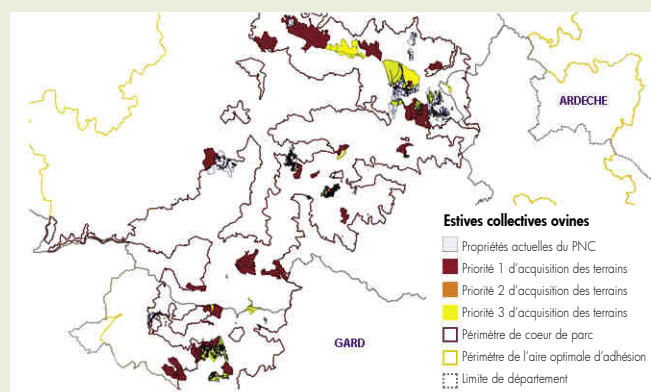 ARDECHE
GARD
Estives collectives ovines
Propriétés actuelles du PNC
Priorité 1 d'acquisition des terrains
Priorité 2 d'acquisition des terrains
Priorité 3 d'acquisition des terrains
Périmètre de coeur de parc
Périmètre de l'aire optimale d'adhésion
Limite de département